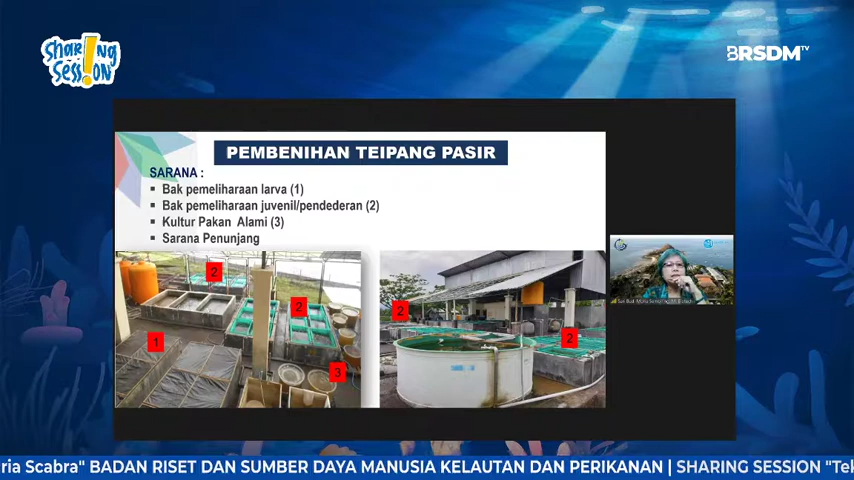 Sharing
Session
BRSDM TV
PEMBENIHAN TEIPANG PASIR
SARANA :
▪ Bak pemeliharaan larva (1)
▪ Bak pemeliharaan juvenil/pendederan (2)
▪ Kultur Pakan Alami (3)
▪ Sarana Penunjang
2
2
1
3
2
2
ria Scabra" BADAN RISET DAN SUMBER DAYA MANUSIA KELAUTAN DAN PERIKANAN | SHARING SESSION "Tek